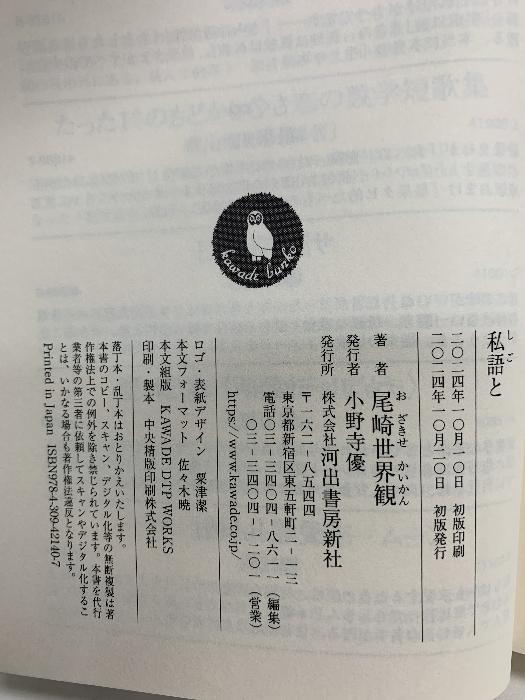 kawade bunko
しご
私語と
二〇二四年一〇月一〇日　初版印刷
二〇二四年一〇月二〇日　初版発行
おざきせかいかん
著　者　尾崎世界観
発行者　小野寺優
発行所　株式会社河出書房新社
〒一六二-八五四四
東京都新宿区東五軒町二-一三
電話〇三-三四〇四-八六一一（編集）
〇三-三四〇四-一二〇一（営業）
https://www.kawade.co.jp/
ロゴ・表紙デザイン　粟津潔
本文フォーマット　佐々木暁
本文組版　KAWADE DTP WORKS
印刷・製本　中央精版印刷株式会社
落丁本・乱丁本はおとりかえいたします。
本書のコピー、スキャン、デジタル化等の無断複製は著
作権法上での例外を除き禁じられています。本書を代行
業者等の第三者に依頼してスキャンやデジタル化するこ
とは、いかなる場合も著作権法違反となります。
Printed in Japan　ISBN978-4-309-42140-7